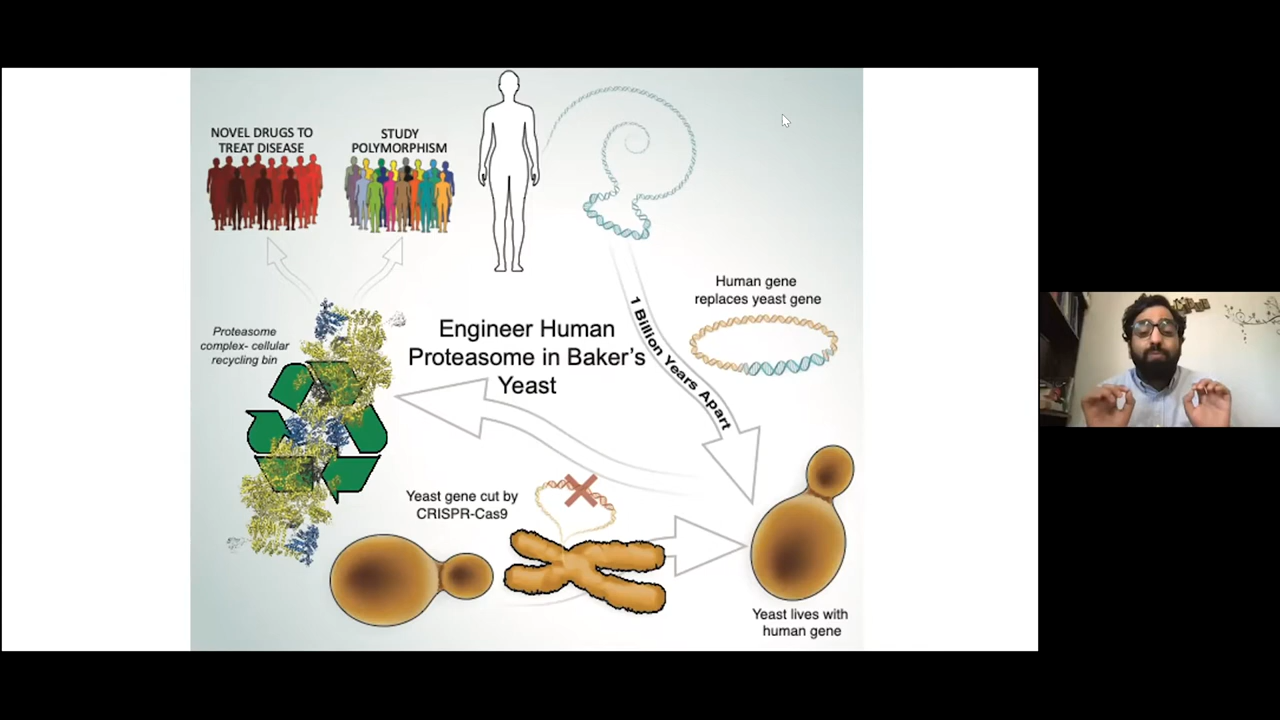 NOVEL DRUGS TO
TREAT DISEASE
STUDY
POLYMORPHISM
Human gene
replaces yeast gene
1 Billion Years Apart
Proteasome
complex- cellular
recycling bin
Engineer Human
Proteasome in Baker's
Yeast
Yeast gene cut by
CRISPR-Cas9
Yeast lives with
human gene